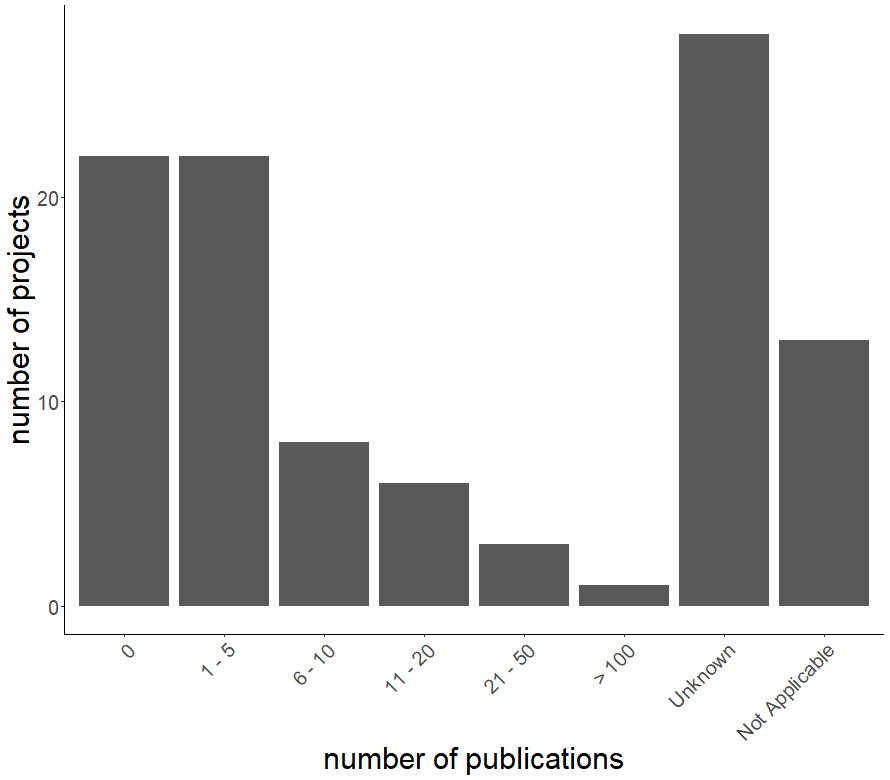 number of projects
20
10
0
0
1 - 5
6 - 10
11 - 20
21 - 50
> 100
Unknown
Not Applicable
number of publications